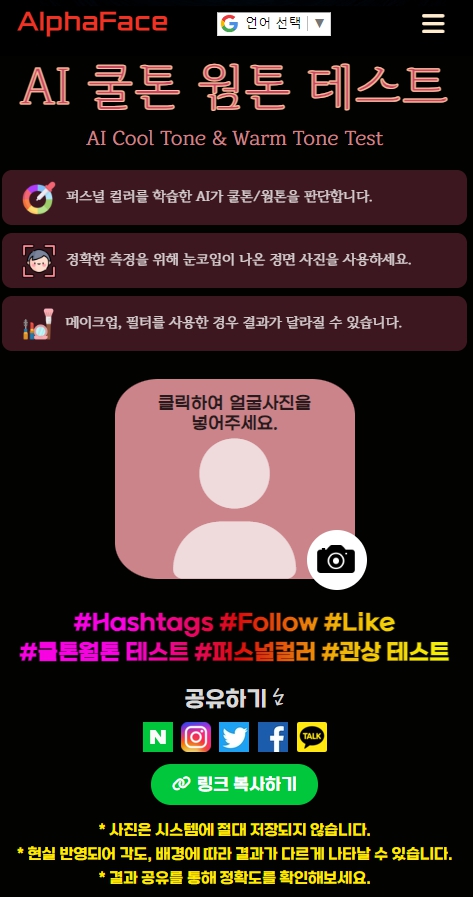 AlphaFace
언어 선택 ▼
AI 쿨톤 웜톤 테스트
AI Cool Tone & Warm Tone Test
퍼스널 컬러를 학습한 AI가 쿨톤/웜톤을 판단합니다.
정확한 측정을 위해 눈코입이 나온 정면 사진을 사용하세요.
메이크업, 필터를 사용한 경우 결과가 달라질 수 있습니다.
클릭하여 얼굴사진을
넣어주세요.
#Hashtags #Follow #Like
#쿨톤웜톤 테스트 #퍼스널컬러 #관상 테스트
공유하기
N
TALK
링크 복사하기
* 사진은 시스템에 절대 저장되지 않습니다.
* 현실 반영되어 각도, 배경에 따라 결과가 다르게 나타날 수 있습니다.
* 결과 공유를 통해 정확도를 확인해보세요.